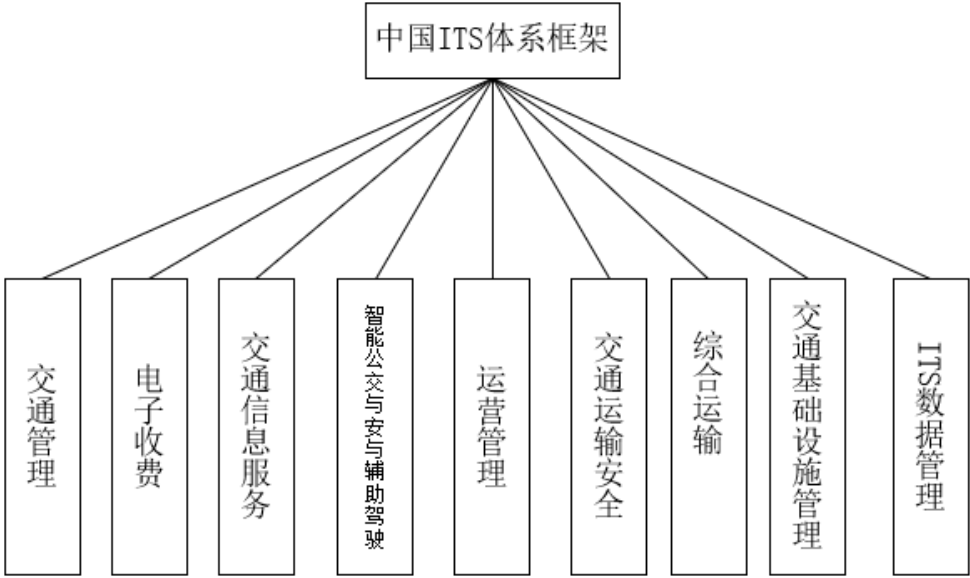 中国ITS体系框架
交通管理
电子收费
交通信息服务
智能公交与安与辅助驾驶
运营管理
交通运输安全
综合运输
交通基础设施管理
ITS数据管理